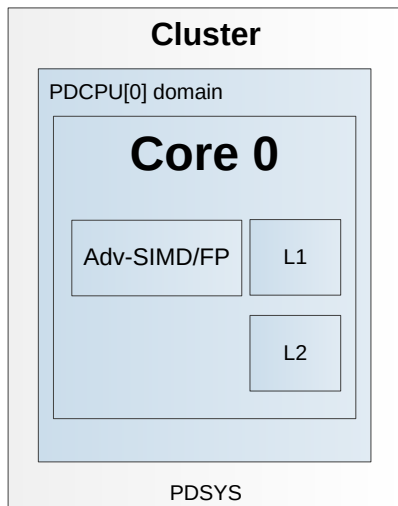 Cluster
PDCPU[0] domain
Core 0
Adv-SIMD/FP
L1
L2
PDSYS